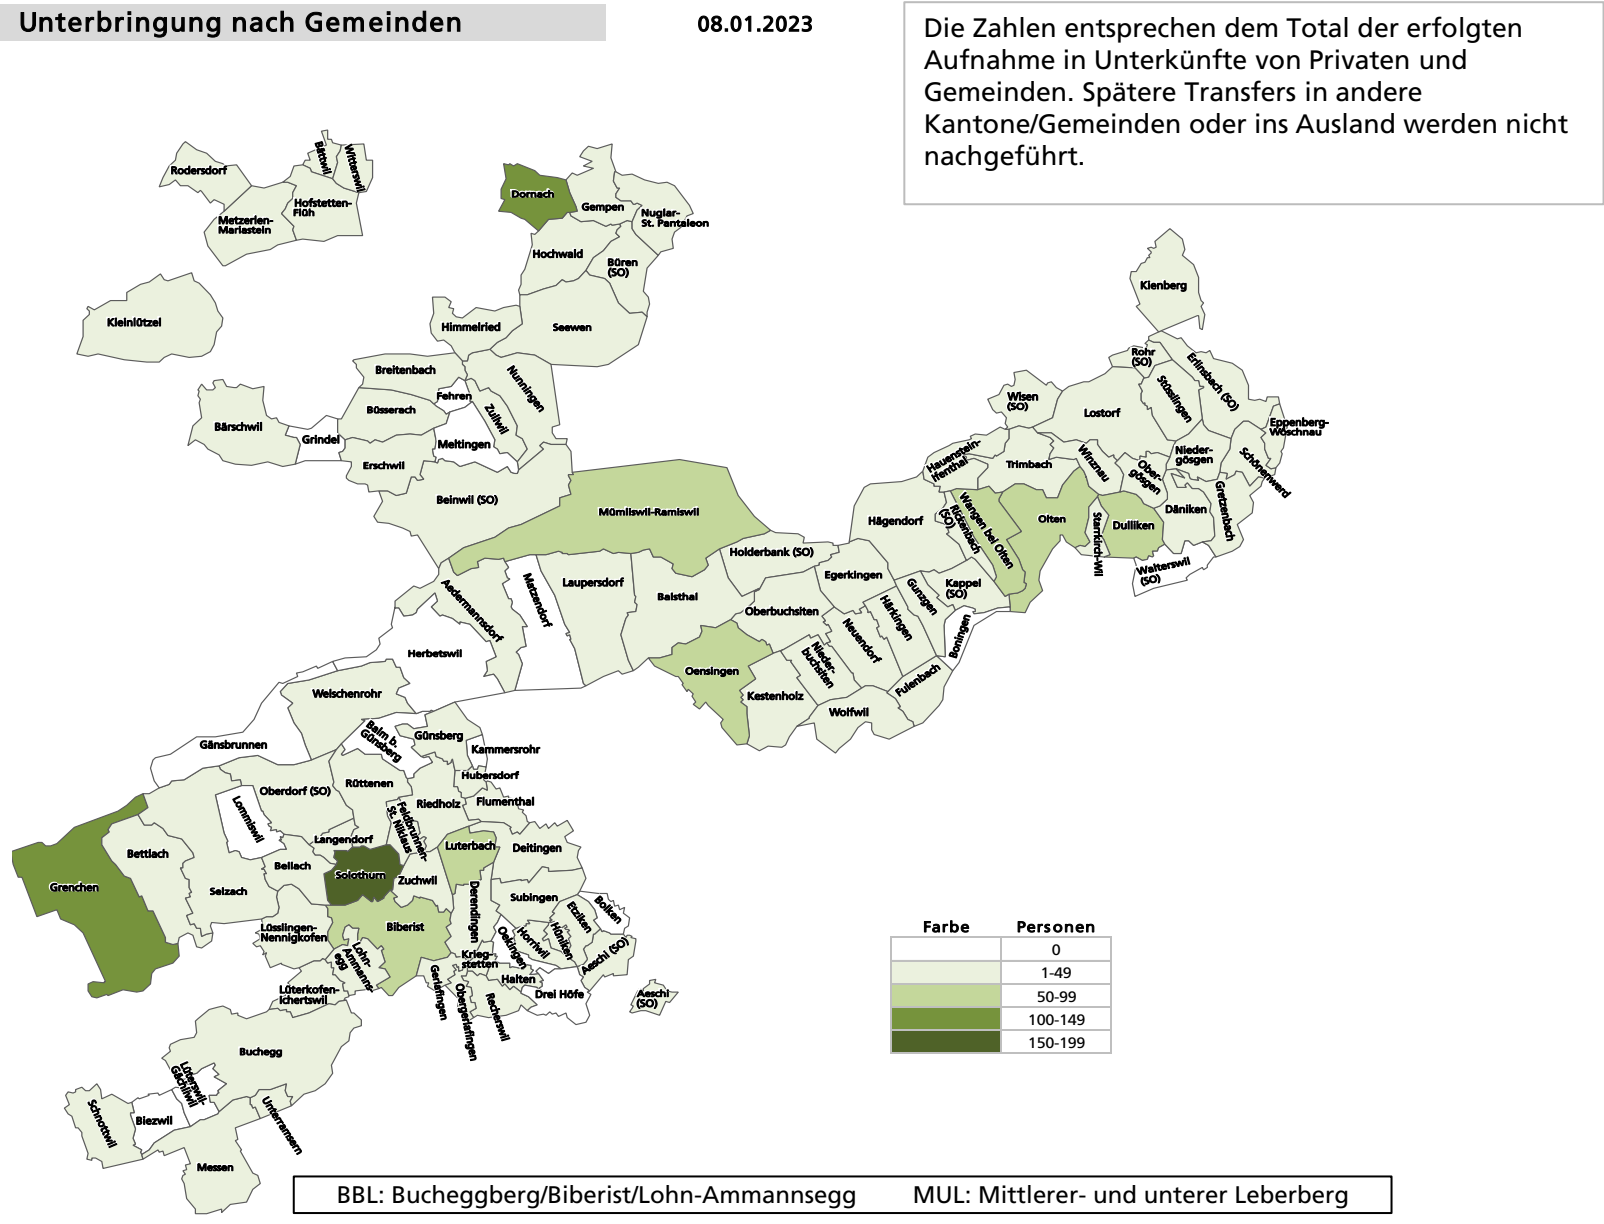 Unterbringung nach Gemeinden
08.01.2023
Die Zahlen entsprechen dem Total der erfolgten
Aufnahme in Unterkünfte von Privaten und
Gemeinden. Spätere Transfers in andere
Kantone/Gemeinden oder ins Ausland werden nicht
nachgeführt.
Rodersdorf
Bättwil
Witterswil
Hofstetten-
Flüh
Metzerlen-
Mariastein
Dornach
Gempen
Nuglar-
St. Pantaleon
Hochwald
Büren
(SO)
Kienberg
Kleinlützel
Himmelried
Seewen
Breitenbach
Nunningen
Fehren
Büsserach
Zullwil
Bärschwil
Grindel
Meltingen
Erschwil
Beinwil (SO)
Rohr
(SO)
Erlinsbach (SO)
Stüsslingen
Wisen
(SO)
Lostorf
Eppenberg-
Wöschnau
Hauenstein-
Ifenthal
Trimbach
Winznau
Ober-
gösgen
Nieder-
gösgen
Schönenwerd
Mümliswil-Ramiswil
Hägendorf
Rickenbach
(SO)
Wangen bei Olten
Olten
Starrkirch-Wil
Dulliken
Däniken
Gretzenbach
Walterswil
(SO)
Holderbank (SO)
Laupersdorf
Matzendorf
Aedermannsdorf
Balsthal
Egerkingen
Oberbuchsiten
Gunzgen
Kappel
(SO)
Härkingen
Neuendorf
Boningen
Nieder-
buchsiten
Herbetswil
Oensingen
Kestenholz
Fulenbach
Wolfwil
Welschenrohr
Gänsbrunnen
Balm b.
Günsberg
Günsberg
Kammersrohr
Hubersdorf
Rüttenen
Oberdorf (SO)
Lommiswil
Riedholz
Flumenthal
Feldbrunnen-
St. Niklaus
Langendorf
Luterbach
Deitingen
Bettlach
Bellach
Solothurn
Zuchwil
Grenchen
Selzach
Subingen
Derendingen
Etziken
Bolken
Lüsslingen-
Nennigkofen
Biberist
Lohn-
Ammanns-
egg
Oekingen
Horriwil
Hüniken
Aeschi (SO)
Krieg-
stetten
Halten
Drei Höfe
Aeschi
(SO)
Lüterkofen-
Ichertswil
Gerlafingen
Obergerlafingen
Recherswil
Buchegg
Lüterswil-
Gächliwil
Schnottwil
Biezwil
Unterramsern
Messen
Farbe Personen
0
1-49
50-99
100-149
150-199
BBL: Bucheggberg/Biberist/Lohn-Ammannsegg MUL: Mittlerer- und unterer Leberberg